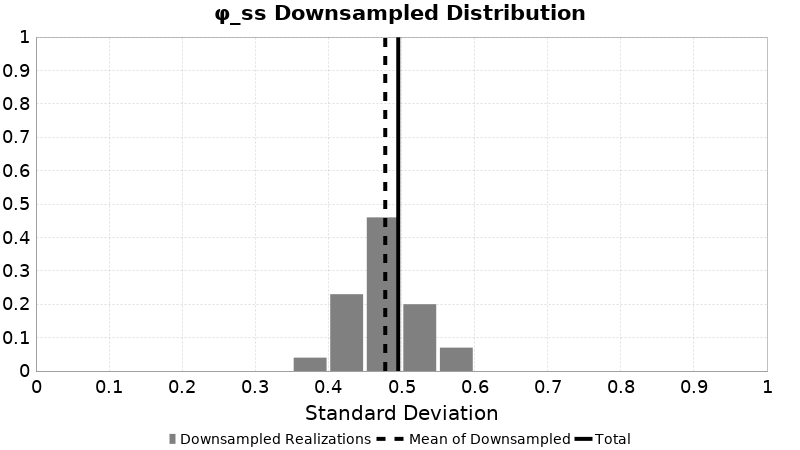 φ_ss Downsampled Distribution
1
0.9
0.8
0.7
0.6
0.5
0.4
0.3
0.2
0.1
0
0 0.1 0.2 0.3 0.4 0.5 0.6 0.7 0.8 0.9 1
Standard Deviation
Downsampled Realizations Mean of Downsampled Total